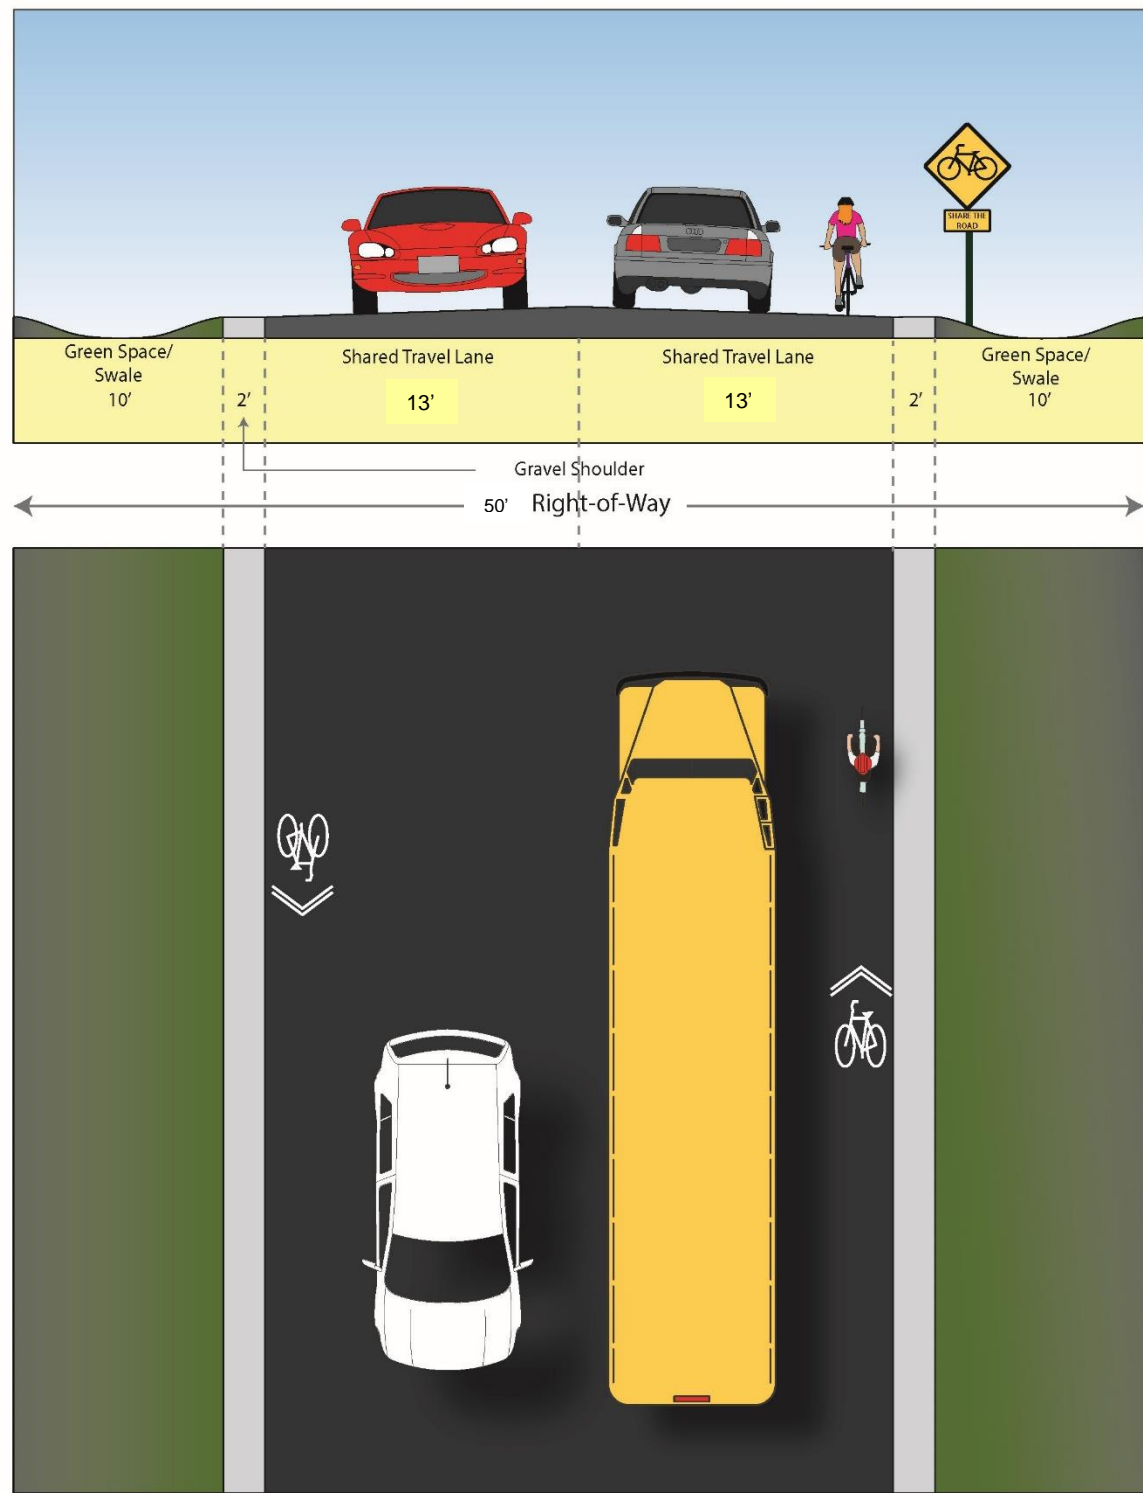 SHARE THE
ROAD
Green Space/
Swale
10’
2’
Shared Travel Lane
13’
Shared Travel Lane
13’
2’
Green Space/
Swale
10’
Gravel Shoulder
50’ Right-of-Way